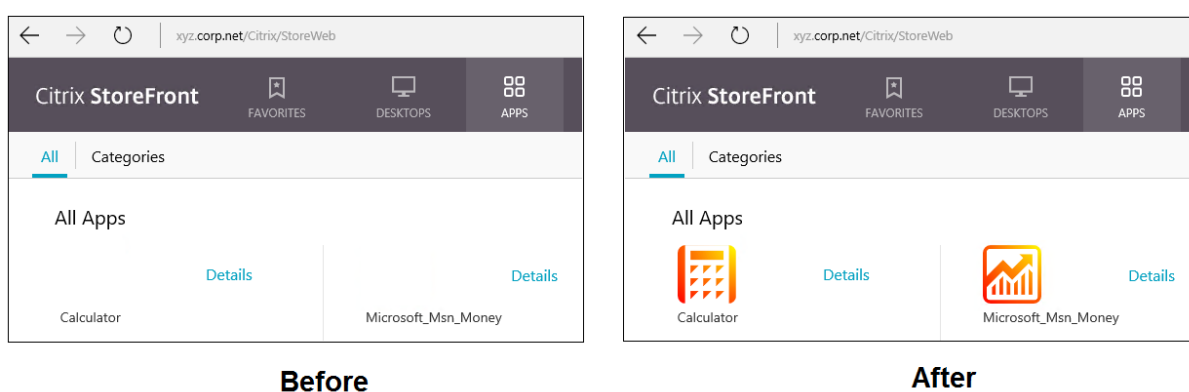 xyz.corp.net/Citrix/StoreWeb
Citrix StoreFront
FAVORITES
DESKTOPS
APPS
All
Categories
All Apps
Details
Details
Calculator
Microsoft_Msn_Money
Before
xyz.corp.net/Citrix/StoreWeb
Citrix StoreFront
FAVORITES
DESKTOPS
APPS
All
Categories
All Apps
Details
Details
Calculator
Microsoft_Msn_Money
After